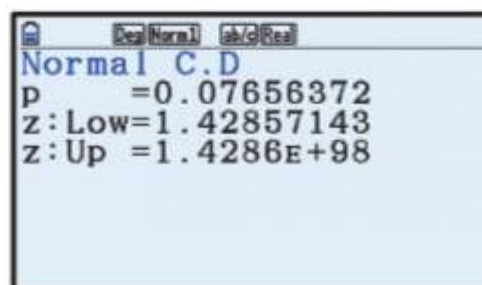 Deg Norm1 ab/c Real
Normal C.D
p =0.07656372
z:Low=1.42857143
z:Up =1.4286E+98